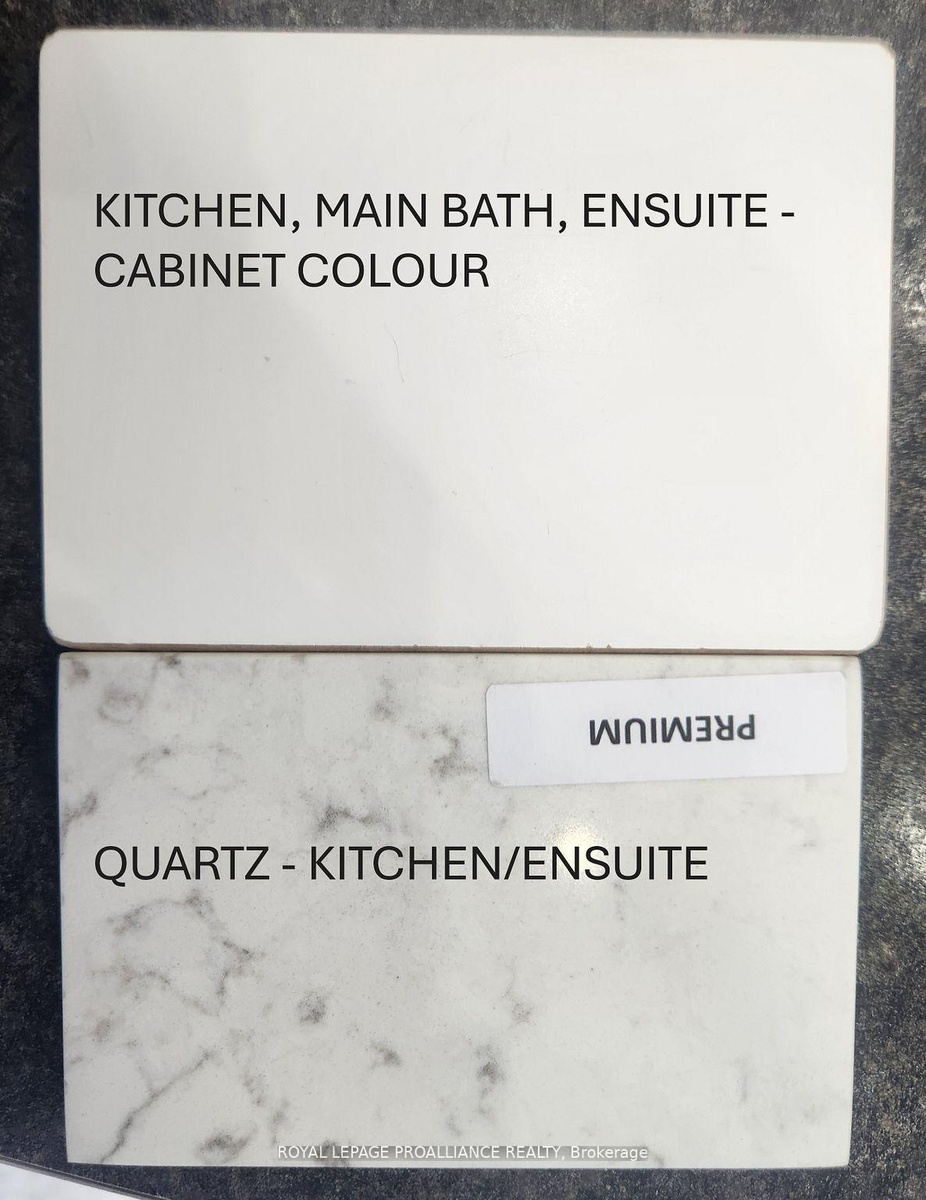 KITCHEN, MAIN BATH, ENSUITE -
CABINET COLOUR
PREMIUM
QUARTZ - KITCHEN/ENSUITE
ROYAL LEPAGE PROALLIANCE REALTY, Brokerage